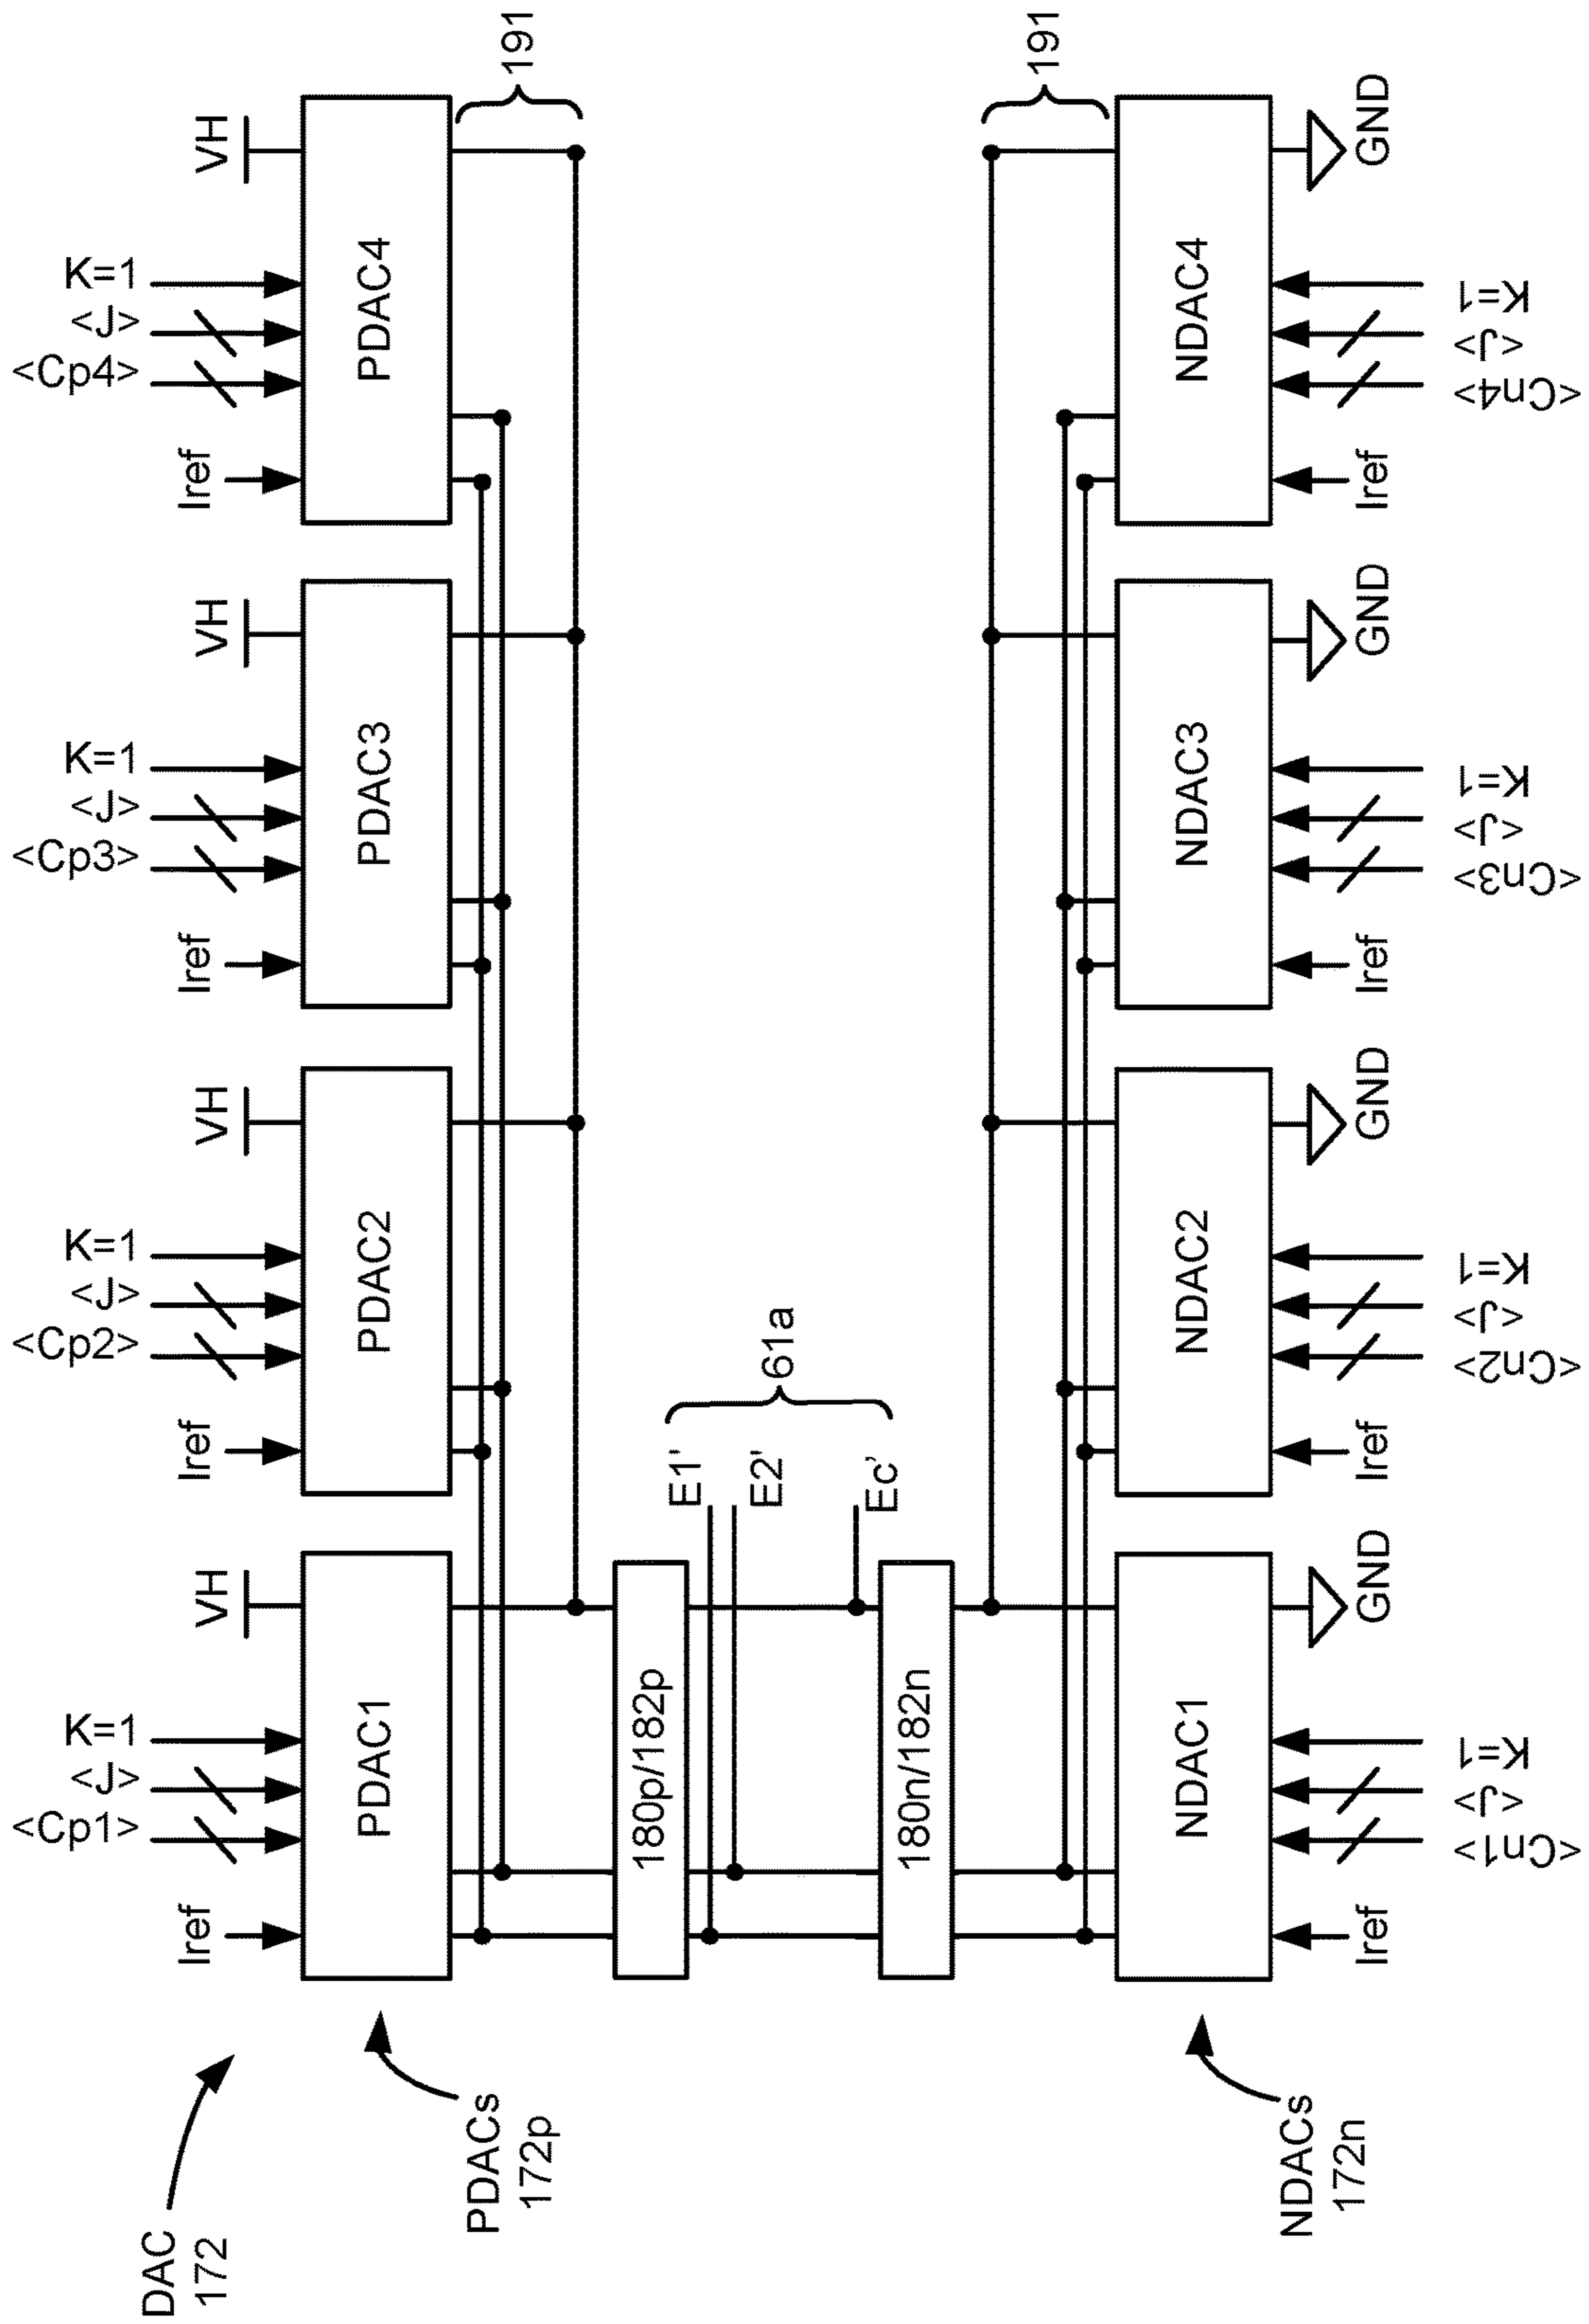 DAC
172
PDACs
172p
NDACs
172n
Iref
<Cp1>
<J>
K=1
VH
Iref
<Cp2>
<J>
K=1
VH
Iref
<Cp3>
<J>
K=1
VH
Iref
<Cp4>
<J>
K=1
VH
PDAC1
PDAC2
PDAC3
PDAC4
191
180p/182p
E1'
E2'
Ec'
61a
180n/182n
191
NDAC1
NDAC2
NDAC3
NDAC4
Iref
<Cn1>
<J>
K=1
GND
Iref
<Cn2>
<J>
K=1
GND
Iref
<Cn3>
<J>
K=1
GND
Iref
<Cn4>
<J>
K=1
GND